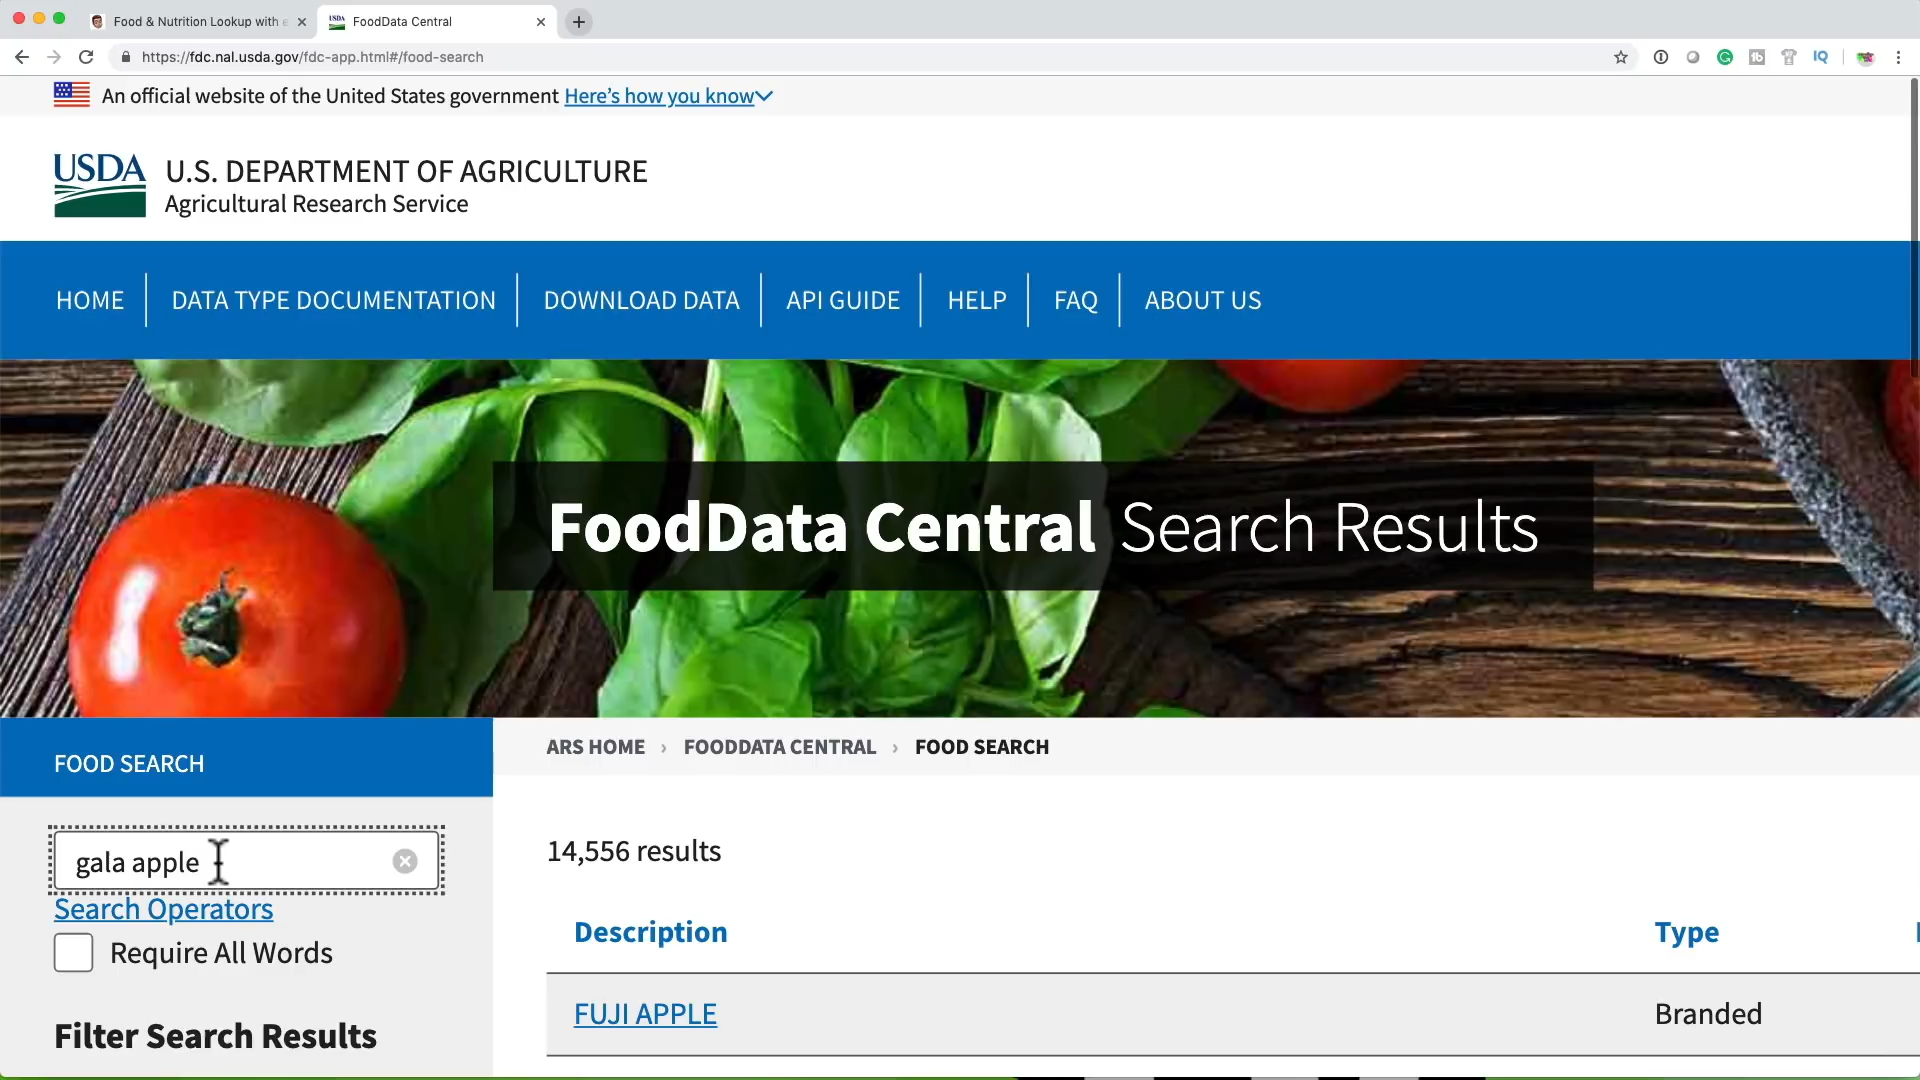 Food & Nutrition Lookup with
FoodData Central
https://fdc.nal.usda.gov/fdc-app.html#/food-search
An official website of the United States government Here's how you know
USDA
U.S. DEPARTMENT OF AGRICULTURE
Agricultural Research Service
HOME
DATA TYPE DOCUMENTATION
DOWNLOAD DATA
API GUIDE
HELP
FAQ
ABOUT US
FoodData Central Search Results
FOOD SEARCH
ARS HOME › FOODDATA CENTRAL › FOOD SEARCH
gala apple
Search Operators
Require All Words
Filter Search Results
14,556 results
Description
Type
FUJI APPLE
Branded